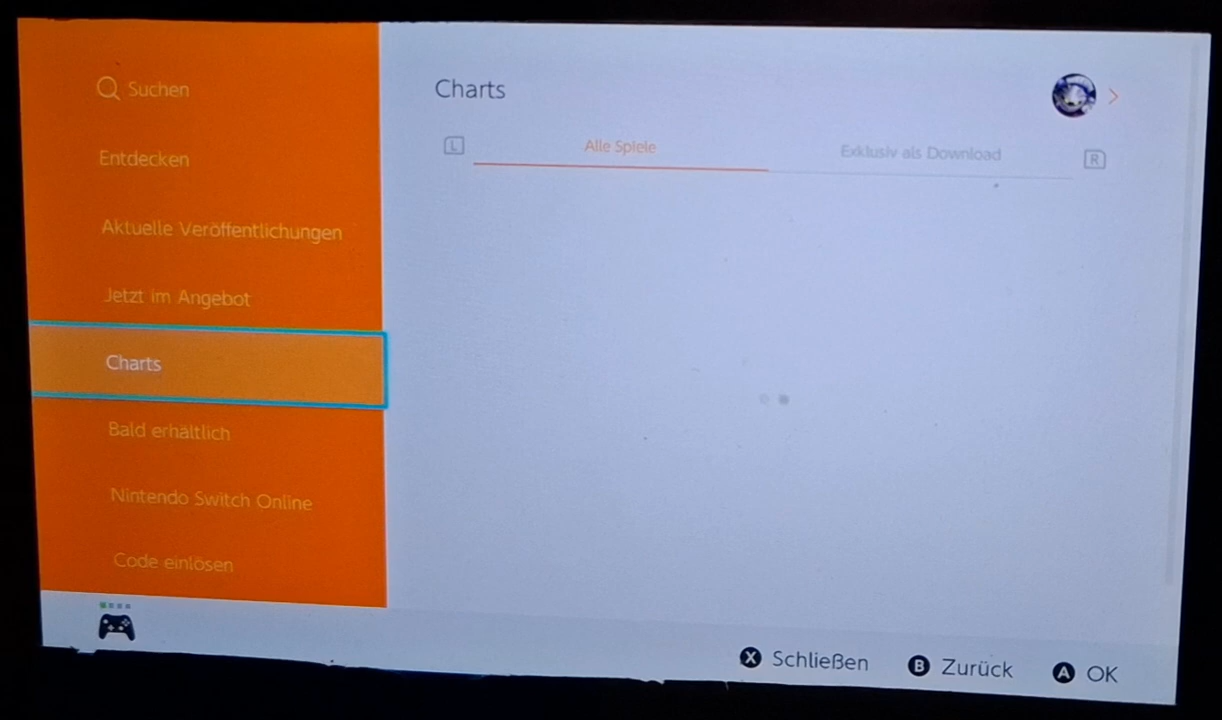 Suchen
Entdecken
Aktuelle Veröffentlichungen
Jetzt im Angebot
Charts
Bald erhältlich
Nintendo Switch Online
Code einlösen
Charts
L
Alle Spiele
Exklusiv als Download
R
X Schließen
B Zurück
A OK